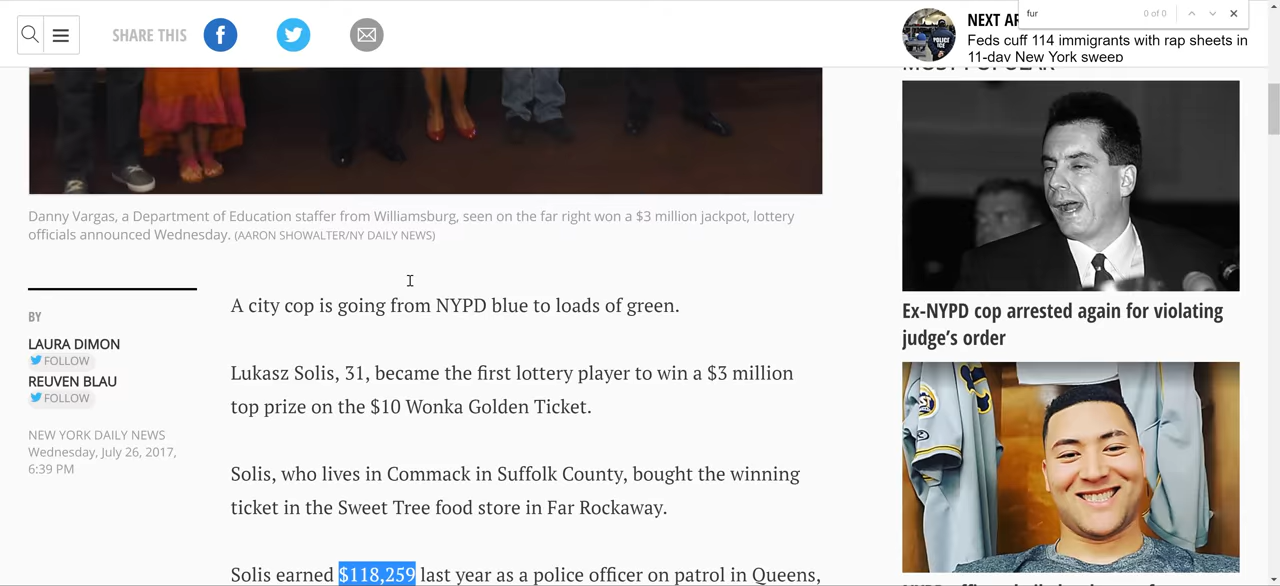 SHARE THIS
fur
0 of 0
NEXT AR
Feds cuff 114 immigrants with rap sheets in
11-day New York sweep
MOST POPULAR
POLICE
ICE
Danny Vargas, a Department of Education staffer from Williamsburg, seen on the far right won a $3 million jackpot, lottery
officials announced Wednesday. (AARON SHOWALTER/NY DAILY NEWS)
BY
LAURA DIMON
FOLLOW
REUVEN BLAU
FOLLOW
NEW YORK DAILY NEWS
Wednesday, July 26, 2017,
6:39 PM
A city cop is going from NYPD blue to loads of green.
Lukasz Solis, 31, became the first lottery player to win a $3 million
top prize on the $10 Wonka Golden Ticket.
Solis, who lives in Commack in Suffolk County, bought the winning
ticket in the Sweet Tree food store in Far Rockaway.
Solis earned $118,259 last year as a police officer on patrol in Queens,
Ex-NYPD cop arrested again for violating
judge's order